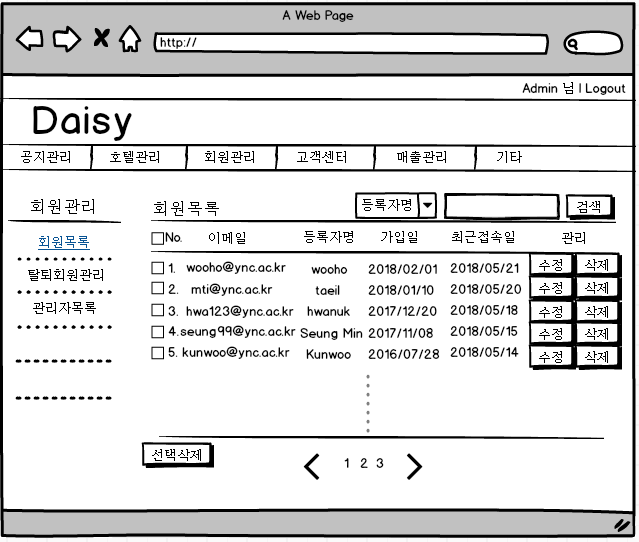 A Web Page
http://
Admin 님 | Logout
Daisy
공지관리 호텔관리 회원관리 고객센터 매출관리 기타
회원관리
회원목록
탈퇴회원관리
관리자목록
회원목록 등록자명 검색
No. 이메일 등록자명 가입일 최근접속일 관리
1. wooho@ync.ac.kr wooho 2018/02/01 2018/05/21 수정 삭제
2. mti@ync.ac.kr taeil 2018/01/10 2018/05/20 수정 삭제
3. hwa123@ync.ac.kr hwanuk 2017/12/20 2018/05/18 수정 삭제
4. seung99@ync.ac.kr Seung Min 2017/11/08 2018/05/15 수정 삭제
5. kunwoo@ync.ac.kr Kunwoo 2016/07/28 2018/05/14 수정 삭제
선택삭제 1 2 3